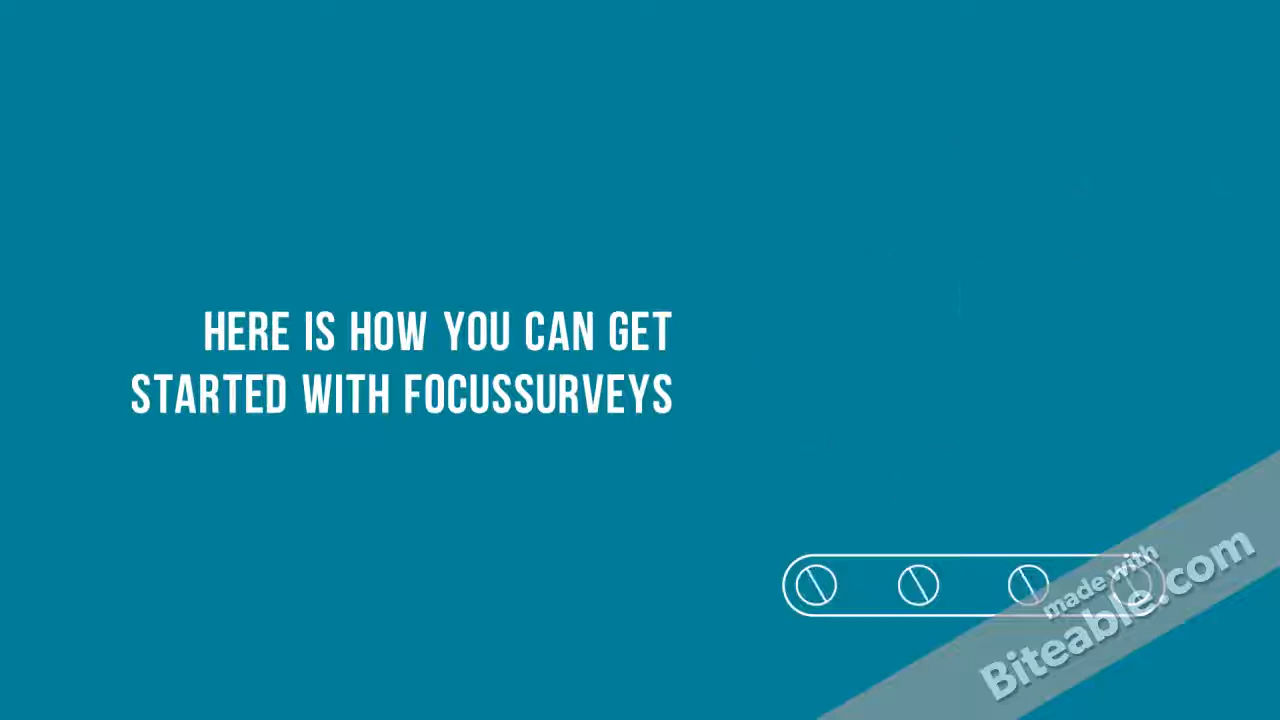 HERE IS HOW YOU CAN GET
STARTED WITH FOCUSSURVEYS
made with
Biteable.com